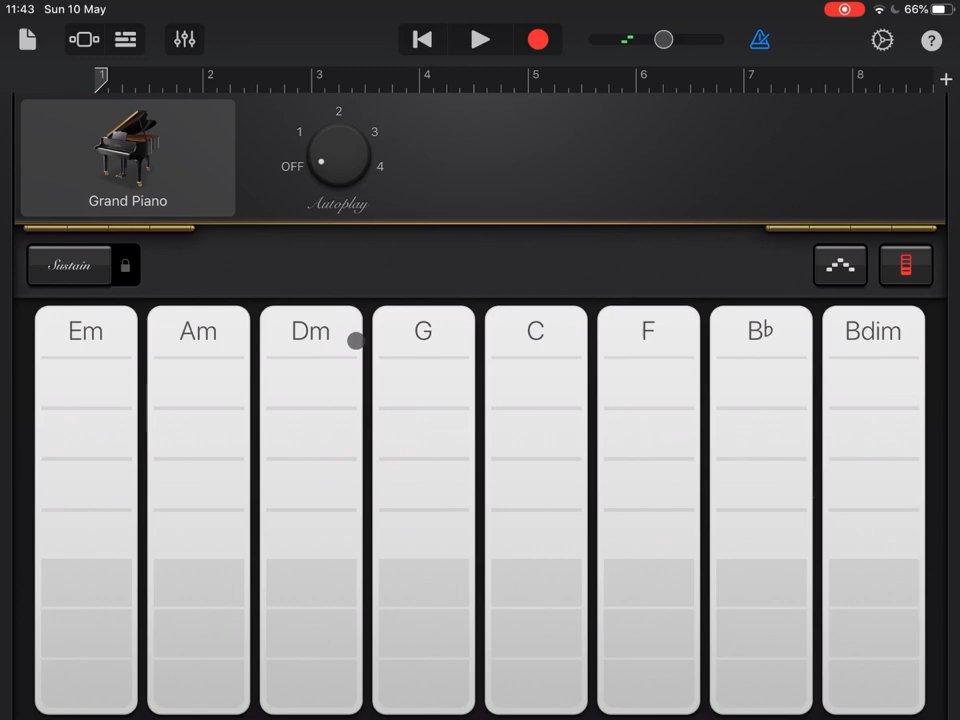 11:43 Sun 10 May 66%
?
1 2 3 4 5 6 7 8 +
2
1 3
OFF 4
Grand Piano Autoplay
Sustain
Em Am Dm G C F B♭ Bdim